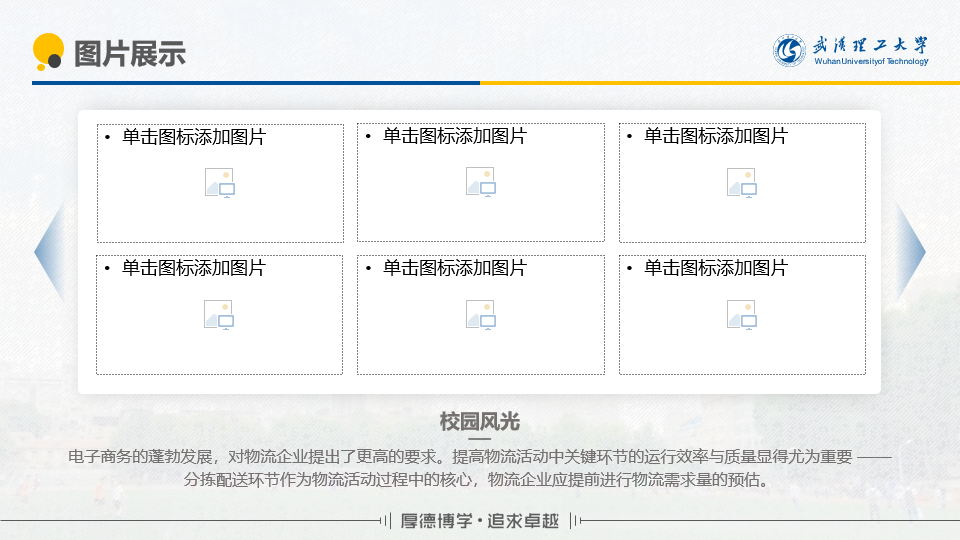 图片展示
武汉理工大学
Wuhan University of Technology
• 单击图标添加图片
• 单击图标添加图片
• 单击图标添加图片
• 单击图标添加图片
• 单击图标添加图片
• 单击图标添加图片
校园风光
电子商务的蓬勃发展，对物流企业提出了更高的要求。提高物流活动中关键环节的运行效率与质量显得尤为重要 ——
分拣配送环节作为物流活动过程中的核心，物流企业应提前进行物流需求量的预估。
厚德博学·追求卓越